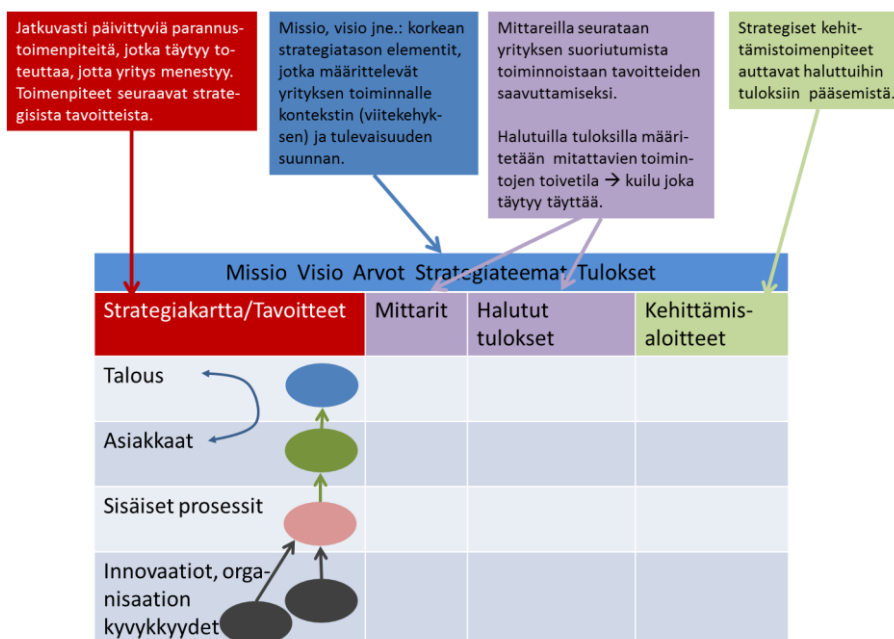 Jatkuvasti päivittyviä parannus-
toimenpiteitä, jotka täytyy to-
teuttaa, jotta yritys menestyy.
Toimenpiteet seuraavat strate-
gisista tavoitteista.
Missio, visio jne.: korkean
strategiatason elementit,
jotka määrittelevät
yrityksen toiminnalle
kontekstin (viitekehyk-
sen) ja tulevaisuuden
suunnan.
Mittareilla seurataan
yrityksen suoriutumista
toiminnoistaan tavoitteiden
saavuttamiseksi.
Halutuilla tuloksilla määri-
tetään mitattavien toimin-
tojen toivetila → kuilu joka
täytyy täyttää.
Strategiset kehit-
tämistoimenpiteet
auttavat haluttuihin
tuloksiin pääsemistä.
Missio Visio Arvot Strategiateemat Tulokset
Strategiakartta/Tavoitteet
Mittarit
Halutut
tulokset
Kehittämis-
aloitteet
Talous
Asiakkaat
Sisäiset prosessit
Innovaatiot, orga-
nisaation
kyvykkyydet